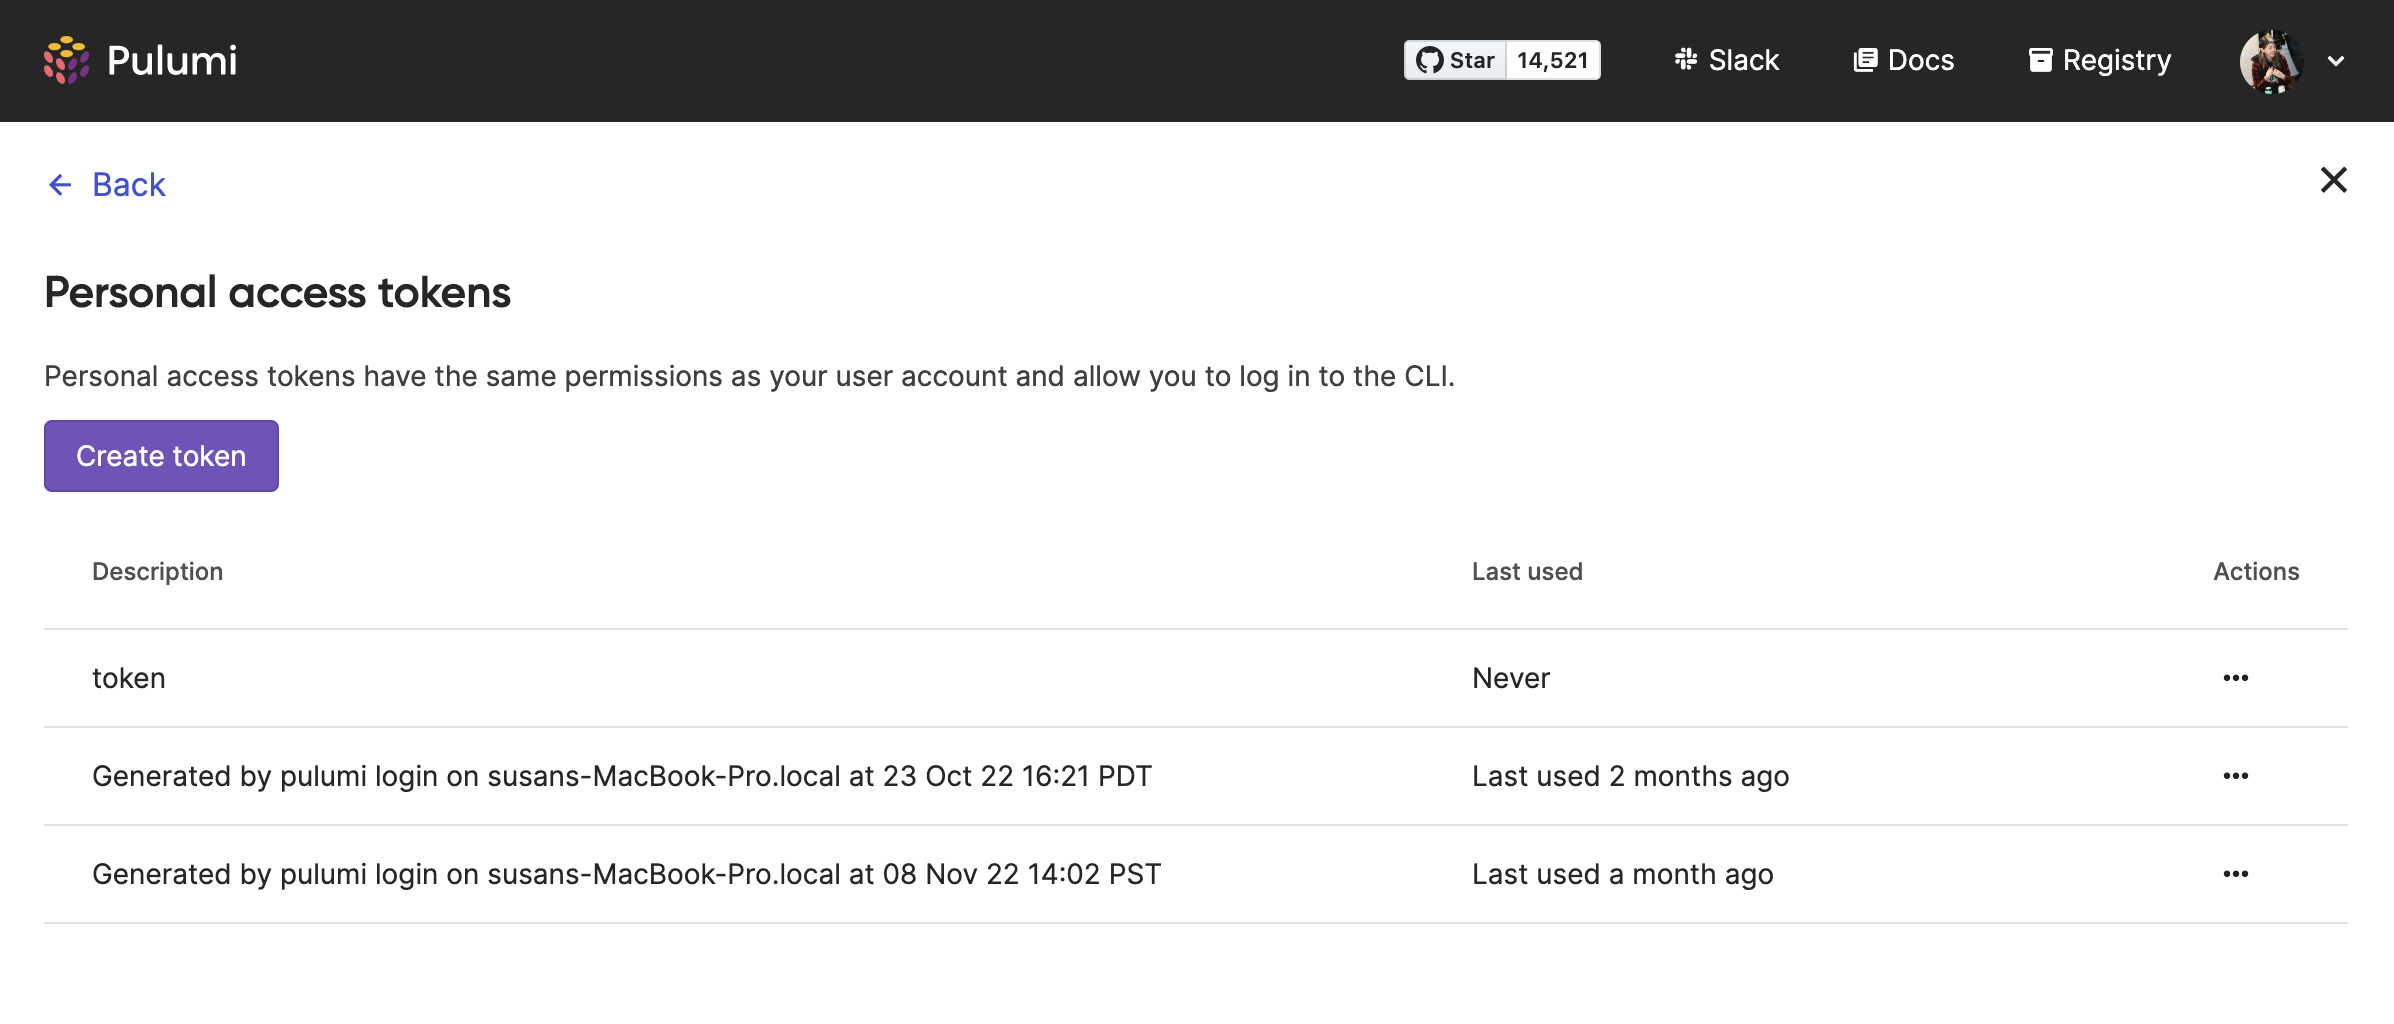 Pulumi
Star 14,521
Slack
Docs
Registry
Back
Personal access tokens
Personal access tokens have the same permissions as your user account and allow you to log in to the CLI.
Create token
Description Last used Actions
token Never
Generated by pulumi login on susans-MacBook-Pro.local at 23 Oct 22 16:21 PDT Last used 2 months ago
Generated by pulumi login on susans-MacBook-Pro.local at 08 Nov 22 14:02 PST Last used a month ago